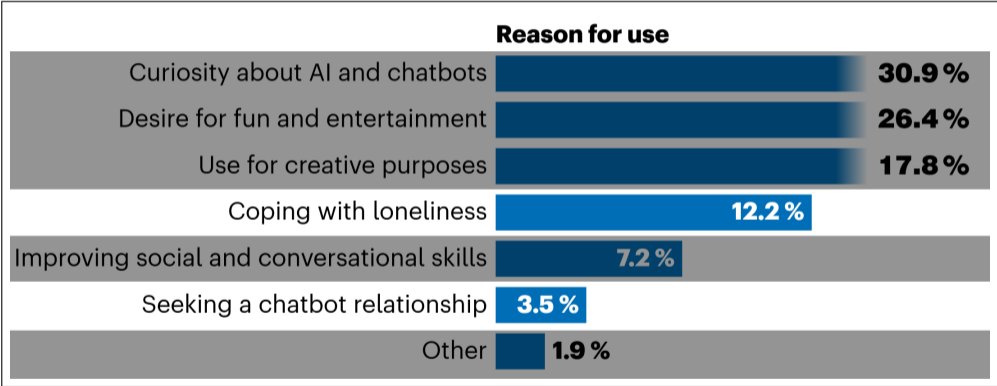 Reason for use
Curiosity about AI and chatbots 30.9 %
Desire for fun and entertainment 26.4 %
Use for creative purposes 17.8 %
Coping with loneliness 12.2 %
Improving social and conversational skills 7.2 %
Seeking a chatbot relationship 3.5 %
Other 1.9 %